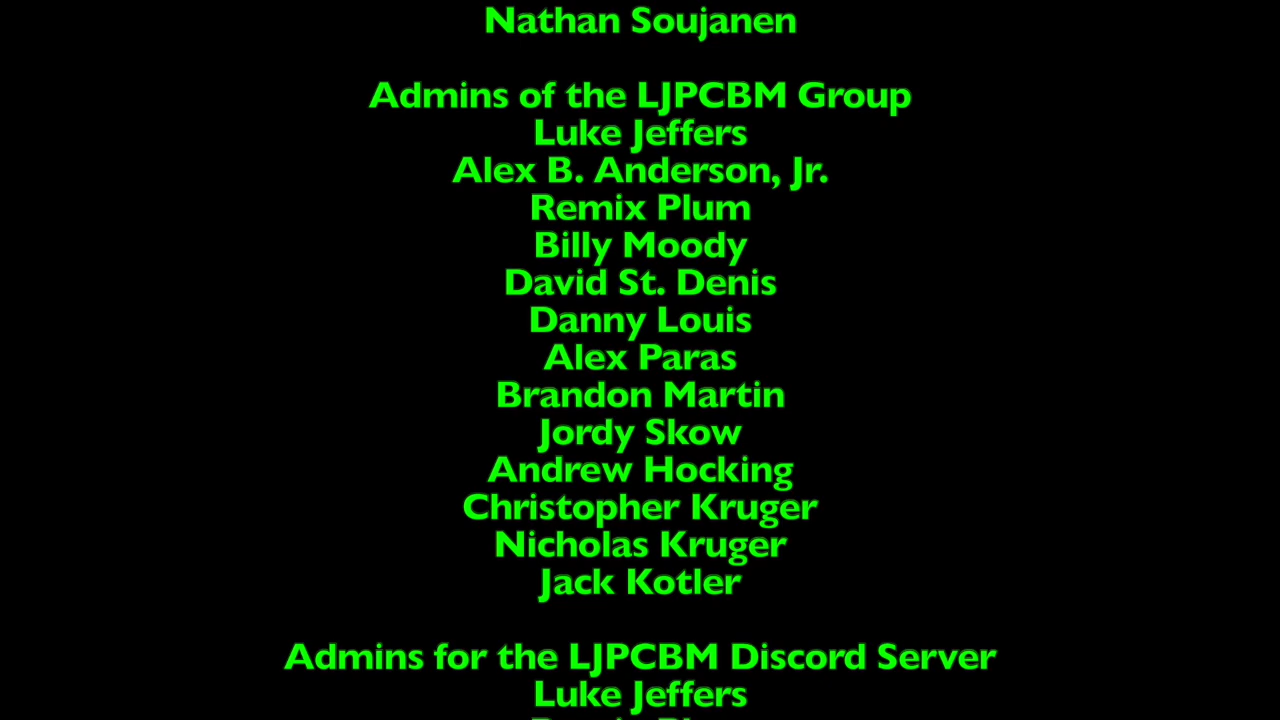 Nathan Soujanen
Admins of the LJPCBM Group
Luke Jeffers
Alex B. Anderson, Jr.
Remix Plum
Billy Moody
David St. Denis
Danny Louis
Alex Paras
Brandon Martin
Jordy Skow
Andrew Hocking
Christopher Kruger
Nicholas Kruger
Jack Kotler
Admins for the LJPCBM Discord Server
Luke Jeffers